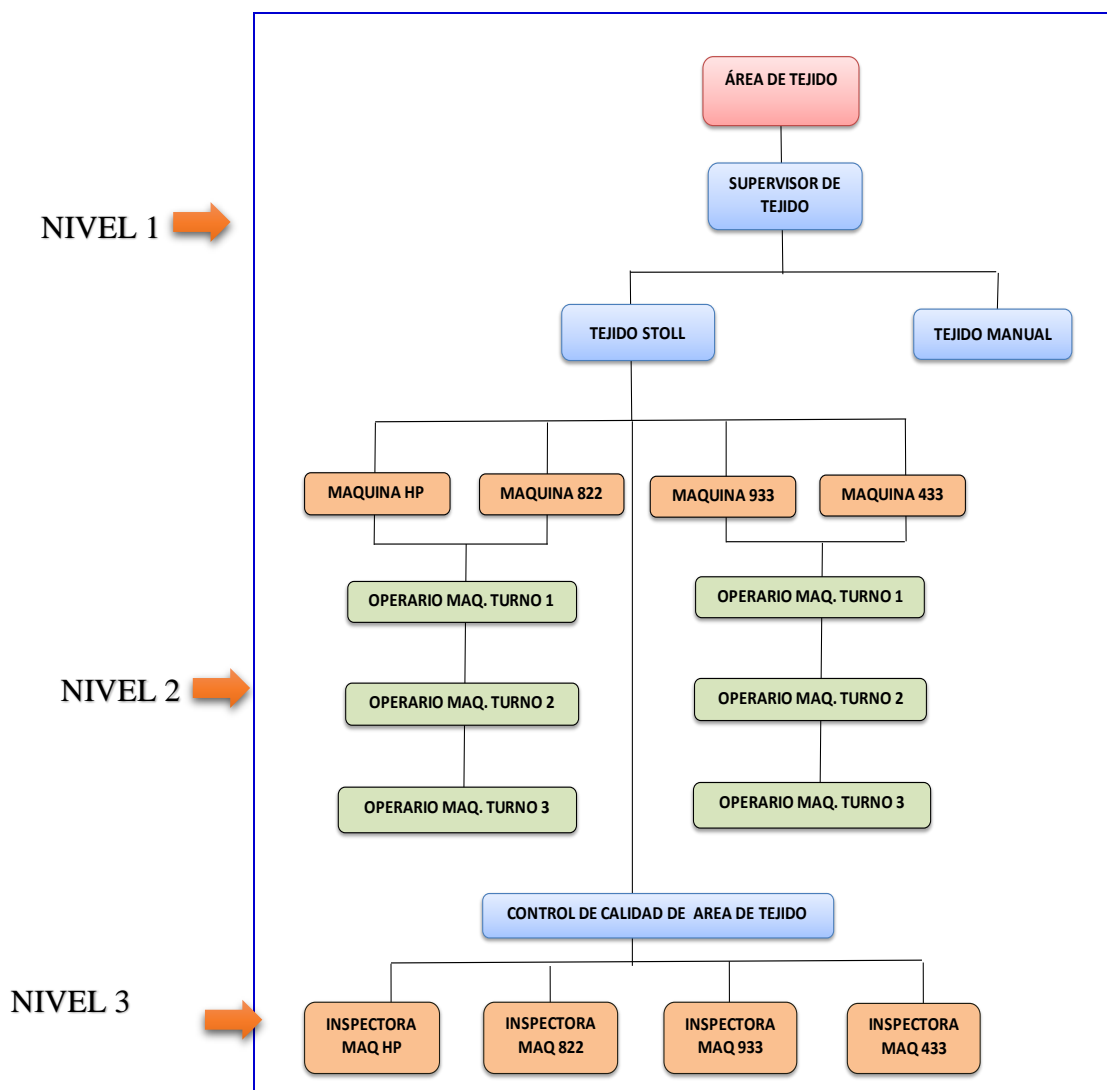 ÁREA DE TEJIDO
SUPERVISOR DE
TEJIDO
NIVEL 1
TEJIDO STOLL
TEJIDO MANUAL
MAQUINA HP
MAQUINA 822
MAQUINA 933
MAQUINA 433
OPERARIO MAQ. TURNO 1
OPERARIO MAQ. TURNO 1
NIVEL 2
OPERARIO MAQ. TURNO 2
OPERARIO MAQ. TURNO 2
OPERARIO MAQ. TURNO 3
OPERARIO MAQ. TURNO 3
CONTROL DE CALIDAD DE AREA DE TEJIDO
NIVEL 3
INSPECTORA
MAQ HP
INSPECTORA
MAQ 822
INSPECTORA
MAQ 933
INSPECTORA
MAQ 433